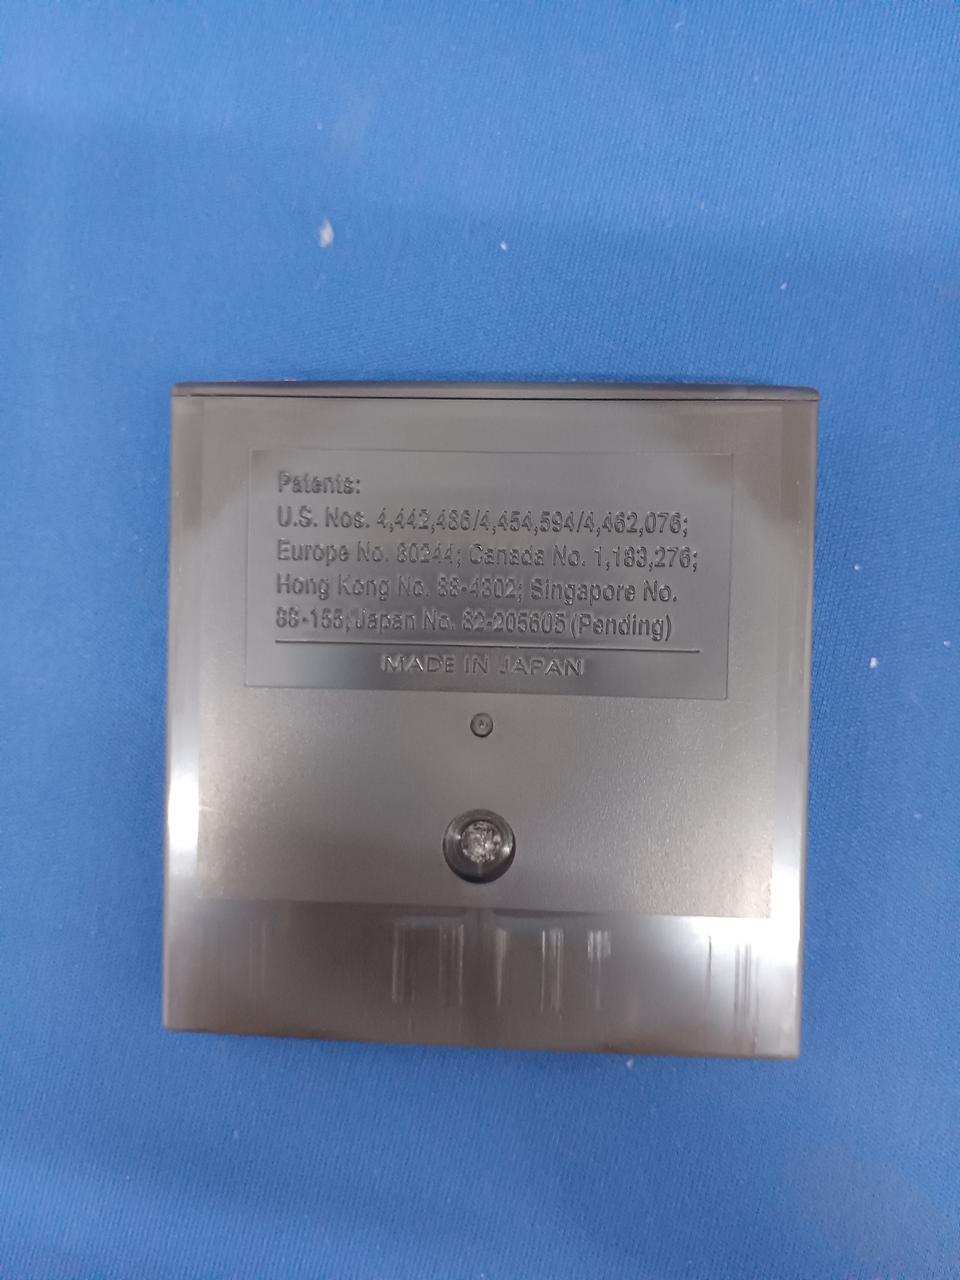 Patents:
U.S. Nos. 4,442,486/4,454,594/4,462,076;
Europe No. 80244; Canada No. 1,183,276;
Hong Kong No. 88-4302; Singapore No.
88-155; Japan No. 82-205605 (Pending)
MADE IN JAPAN